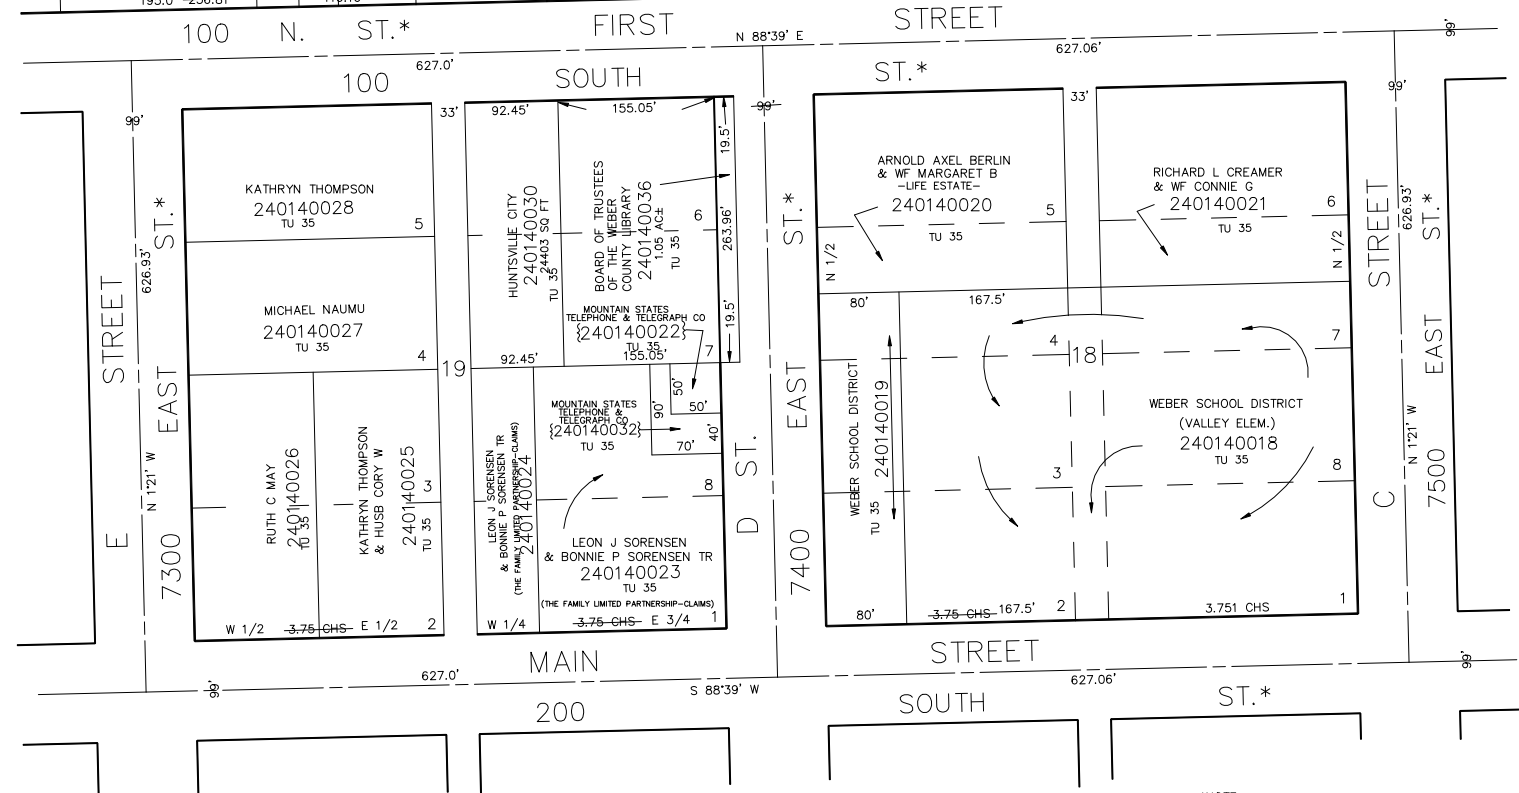 195.0' -256.81'
100 N. ST.* FIRST STREET
N 88°39' E
627.0'
627.06'
100 SOUTH ST.*
99'
99'
99'
99'
33'
92.45'
155.05'
33'
19.5'
KATHRYN THOMPSON
240140028
TU 35
5
HUNTSVILLE CITY
240140030
24403 SQ FT
TU 35
BOARD OF TRUSTEES
OF THE WEBER
COUNTY LIBRARY
240140036
1.05 AC±
TU 35
6
263.96'
19.5'
ARNOLD AXEL BERLIN
& WF MARGARET B
-LIFE ESTATE-
240140020
TU 35
5
N 1/2
RICHARD L CREAMER
& WF CONNIE G
240140021
TU 35
6
N 1/2
626.93'
626.93'
MICHAEL NAUMU
240140027
TU 35
4
19
MOUNTAIN STATES
TELEPHONE & TELEGRAPH CO
{240140022}
TU 35
92.45'
155.05'
7
80'
167.5'
4
18
7
RUTH C MAY
240140026
TU 35
KATHRYN THOMPSON
& HUSB CORY W
240140025
TU 35
3
LEON J SORENSEN
& BONNIE P SORENSEN TR
(THE FAMILY LIMITED PARTNERSHIP-CLAIMS)
240140024
TU 35
MOUNTAIN STATES
TELEPHONE &
TELEGRAPH CO
{240140032}
TU 35
90'
50'
50'
40'
70'
8
WEBER SCHOOL DISTRICT
240140019
TU 35
3
WEBER SCHOOL DISTRICT
(VALLEY ELEM.)
240140018
TU 35
8
LEON J SORENSEN
& BONNIE P SORENSEN TR
240140023
TU 35
(THE FAMILY LIMITED PARTNERSHIP-CLAIMS)
W 1/2 3.75 CHS E 1/2 2
W 1/4 3.75 CHS E 3/4 1
80' 3.75 CHS 167.5' 2
3.751 CHS 1
E STREET
7300 EAST ST.*
N 1°21' W
D ST.
7400 EAST ST.*
C STREET
7500 EAST ST.*
N 1°21' W
MAIN STREET
99'
627.0'
S 88°39' W
627.06'
99'
200 SOUTH ST.*